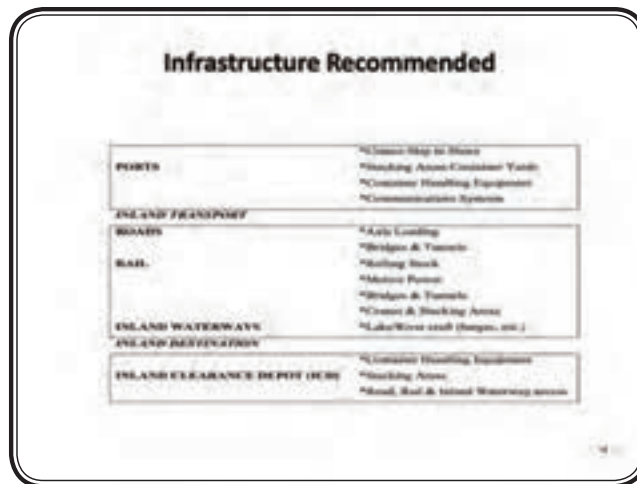 Infrastructure Recommended
*Cranes-Ship to Shore
PORTS *Stacking Areas/Container Yards
*Container Handling Equipment
*Communications Systems
INLAND TRANSPORT
ROADS *Axle Loading
*Bridges & Tunnels
RAIL *Rolling Stock
*Motive Power
*Bridges & Tunnels
*Cranes & Stacking Areas
INLAND WATERWAYS *Lake/River craft (barges, etc.)
INLAND DESTINATION
*Container Handling Equipment
INLAND CLEARANCE DEPOT (ICD) *Stacking Areas
*Road, Rail & Inland Waterway access